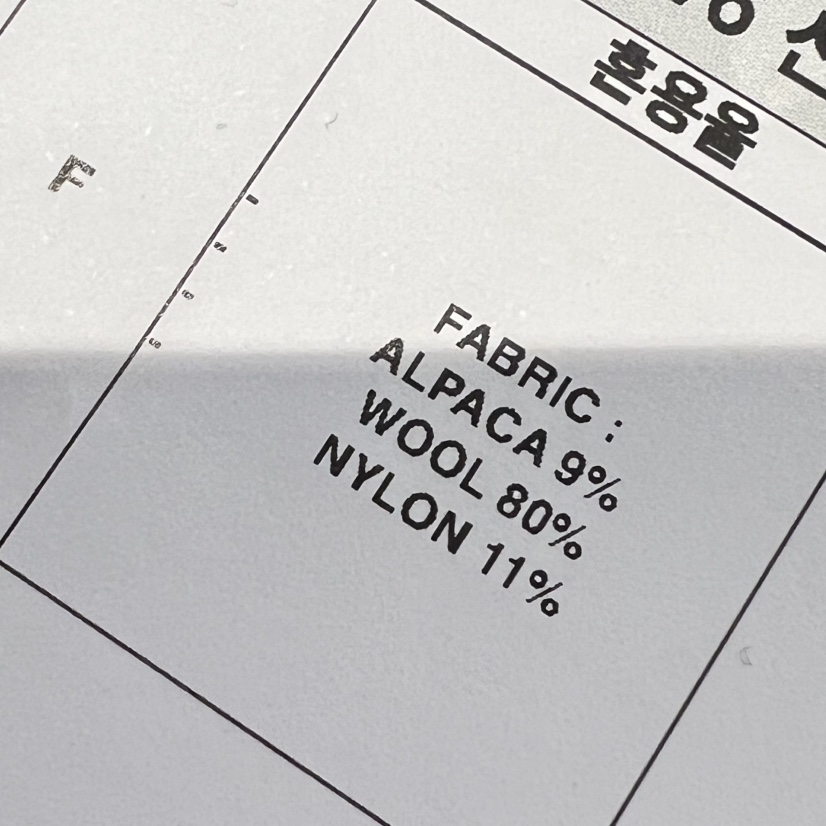 혼용율
F
FABRIC :
ALPACA 9%
WOOL 80%
NYLON 11%